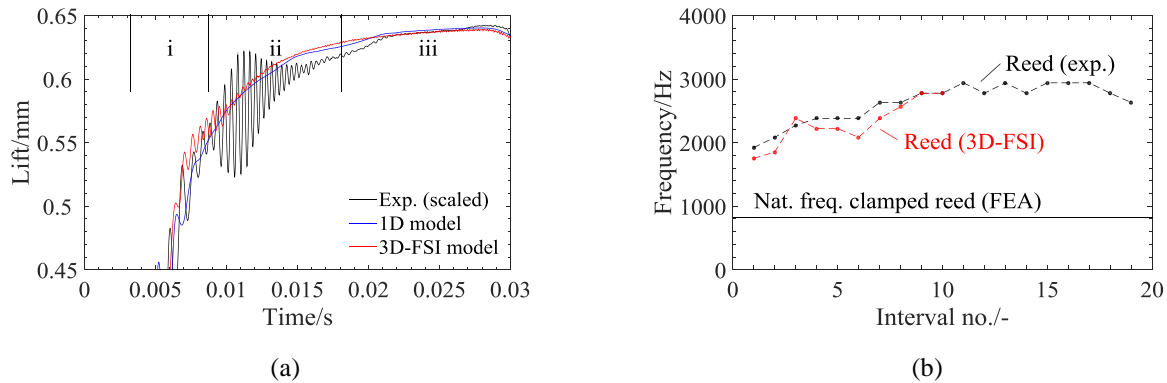 0.65
0.6
0.55
0.5
0.45
Lift/mm
i
ii
iii
Exp. (scaled)
1D model
3D-FSI model
0
0.005
0.01
0.015
0.02
0.025
0.03
Time/s
(a)
4000
3000
2000
1000
0
Frequency/Hz
Reed (exp.)
Reed (3D-FSI)
Nat. freq. clamped reed (FEA)
0
5
10
15
20
Interval no./-
(b)